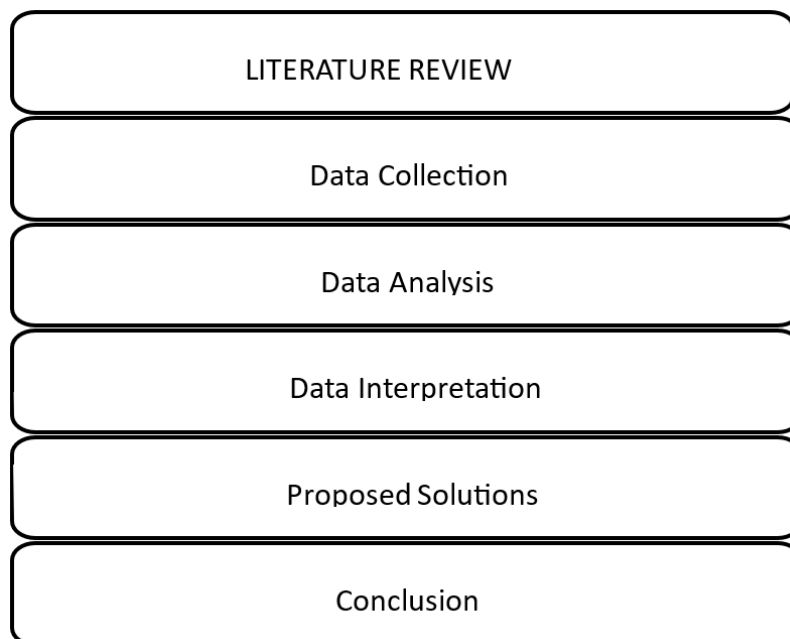 LITERATURE REVIEW
Data Collection
Data Analysis
Data Interpretation
Proposed Solutions
Conclusion